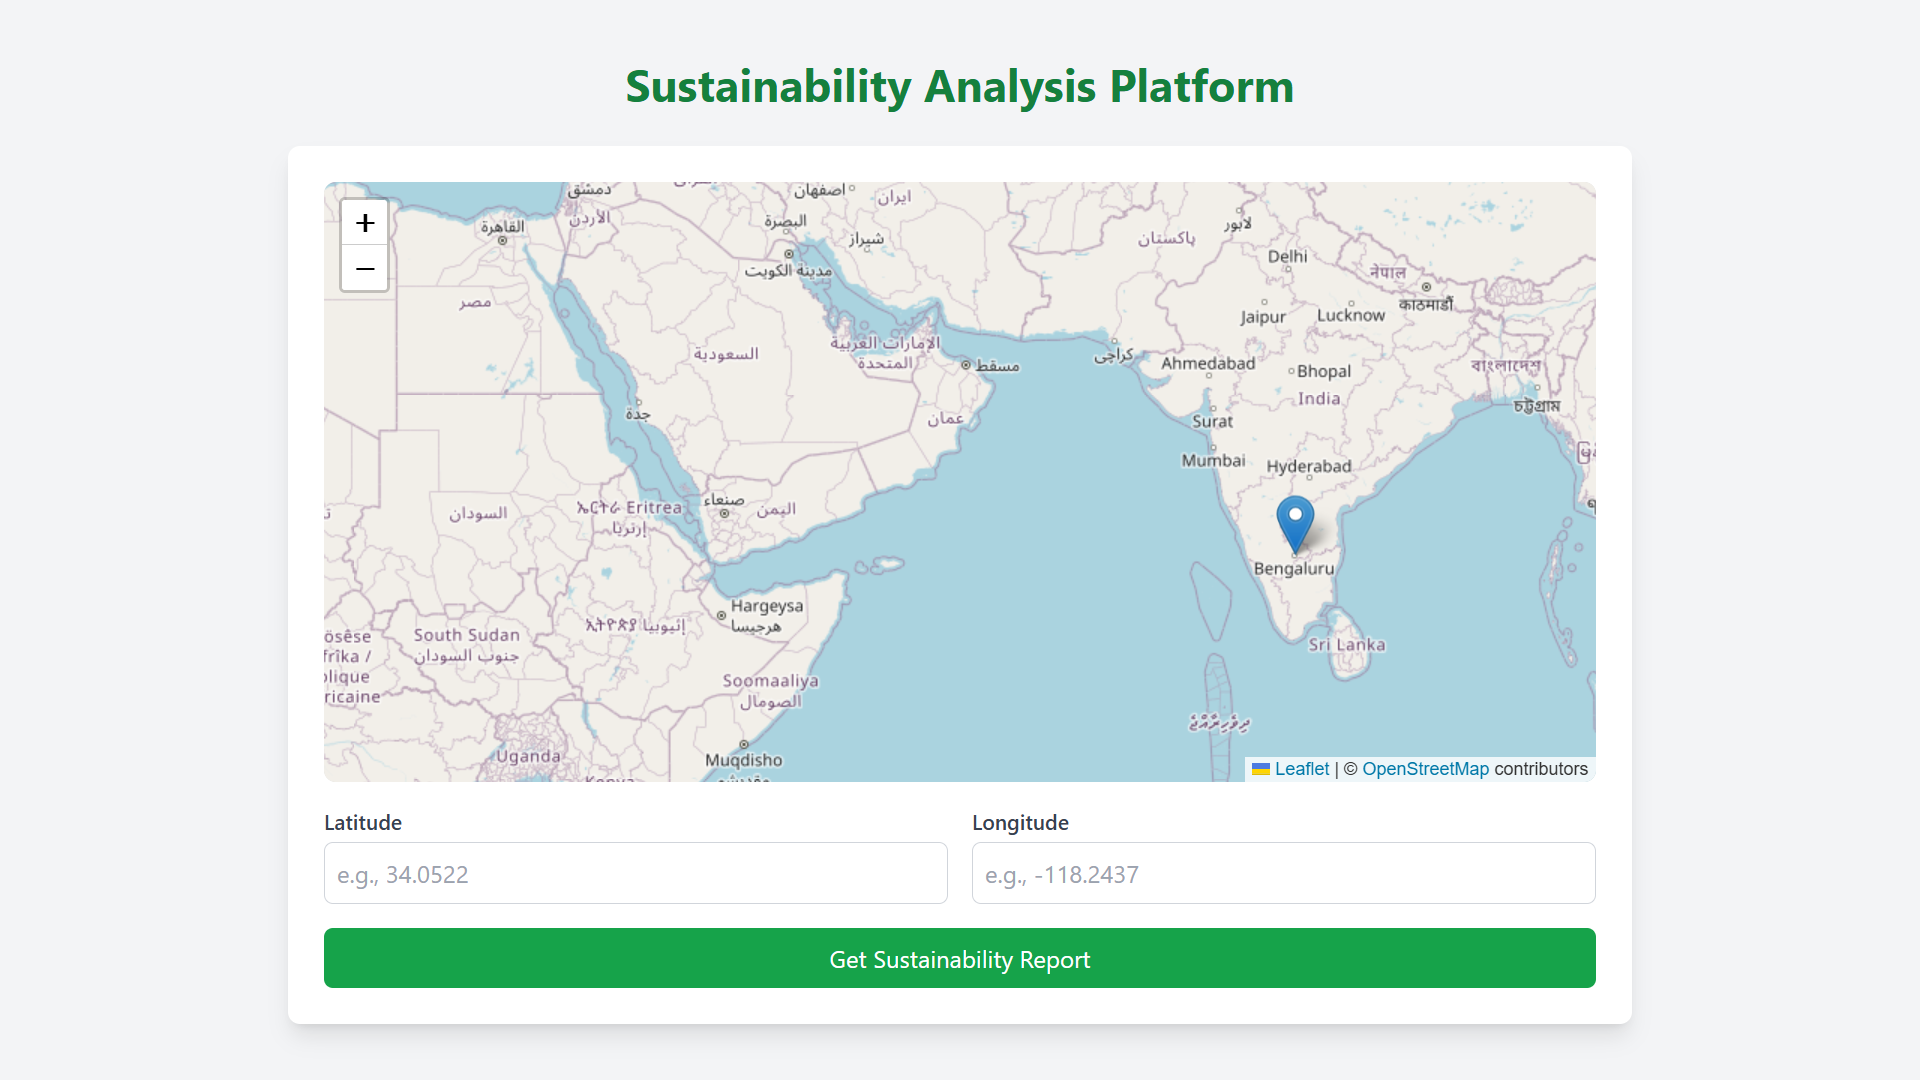 Sustainability Analysis Platform
+
−
دمشق
اصفهان
ایران
القاهرة
الأردن
البصرة
شیراز
پاکستان
لاہور
Delhi
مدينة الكويت
नेपाल
काठमाडौँ
مصر
Jaipur
Lucknow
السعودية
الإمارات العربية
المتحدة
مسقط
کراچی
Ahmedabad
Bhopal
বাংলাদেশ
India
চট্টগ্রাম
جدة
عمان
Surat
Mumbai
Hyderabad
صنعاء
اليمن
السودان
ኤርትራ Eritrea
إرتريا
Bengaluru
Hargeysa
هرجيسا
ኢትዮጵያ إثيوبيا
South Sudan
جنوب السودان
Sri Lanka
ösêse
frîka /
blique
ricaine
Soomaaliya
الصومال
ދިވެހިރާއްޖެ
Uganda
Muqdisho
Kenya
Leaflet | © OpenStreetMap contributors
Latitude
Longitude
e.g., 34.0522
e.g., -118.2437
Get Sustainability Report